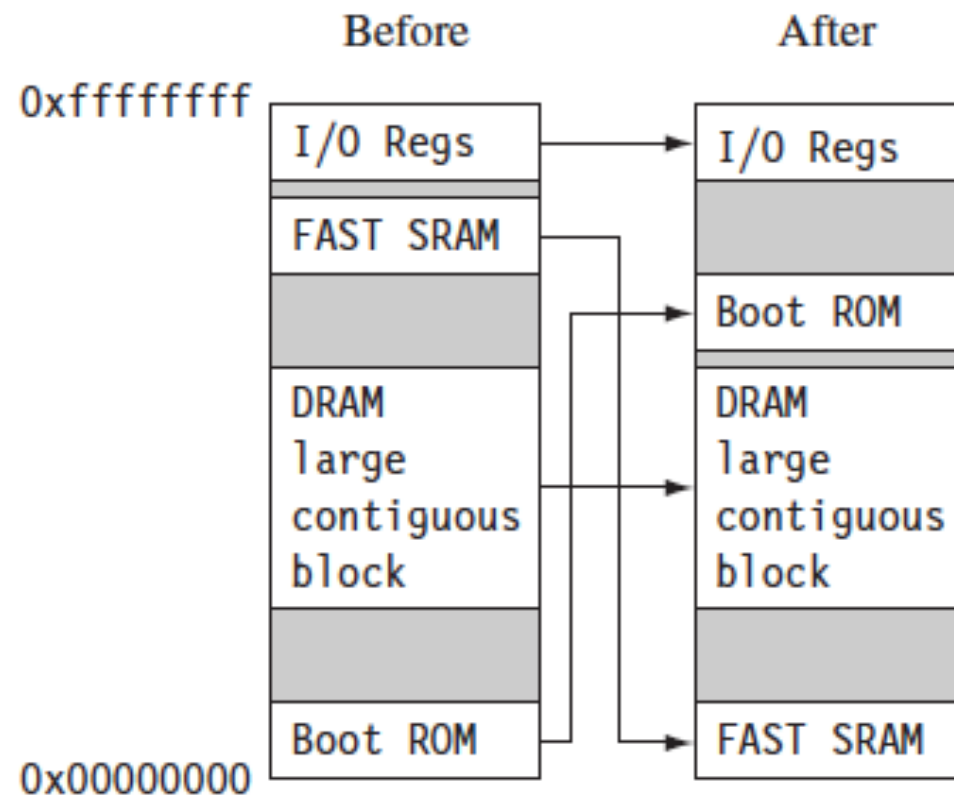 Before
After
0xffffffff
I/O Regs
I/O Regs
FAST SRAM
Boot ROM
DRAM
large
contiguous
block
DRAM
large
contiguous
block
Boot ROM
FAST SRAM
0x00000000